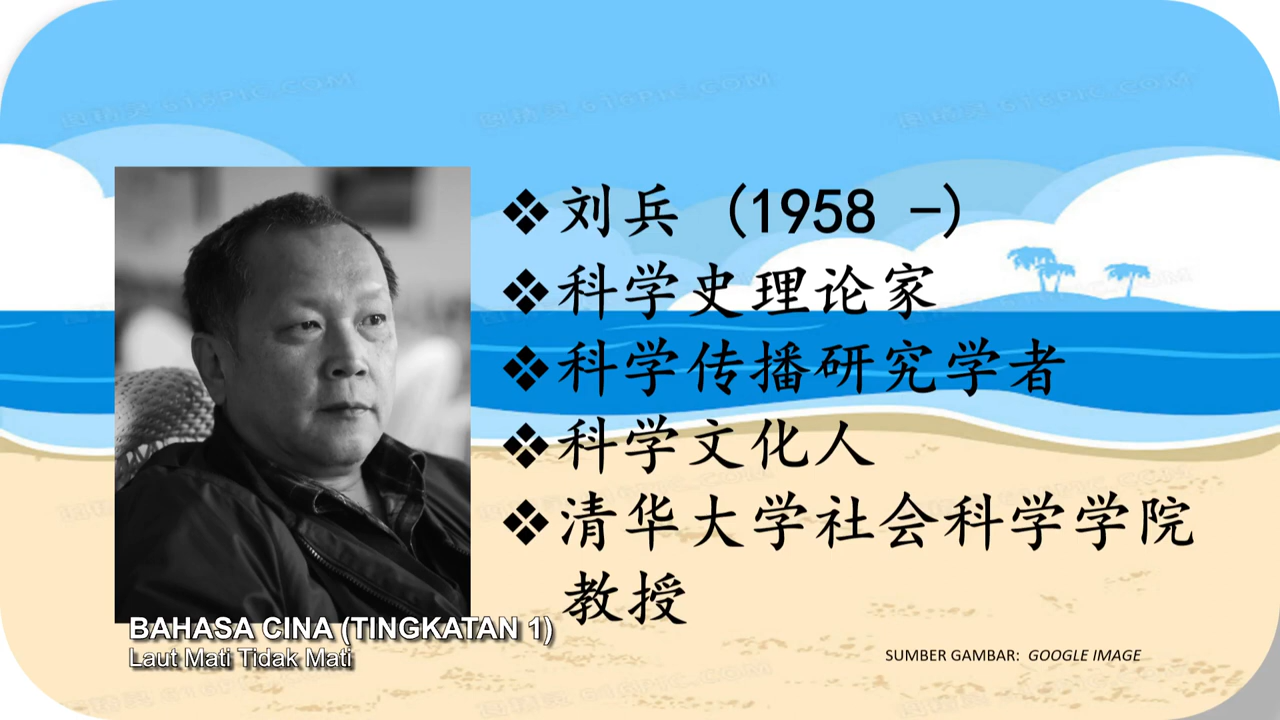 ❖刘兵 (1958 -)
❖科学史理论家
❖科学传播研究学者
❖科学文化人
❖清华大学社会科学学院
教授
BAHASA CINA (TINGKATAN 1)
Laut Mati Tidak Mati
SUMBER GAMBAR: GOOGLE IMAGE